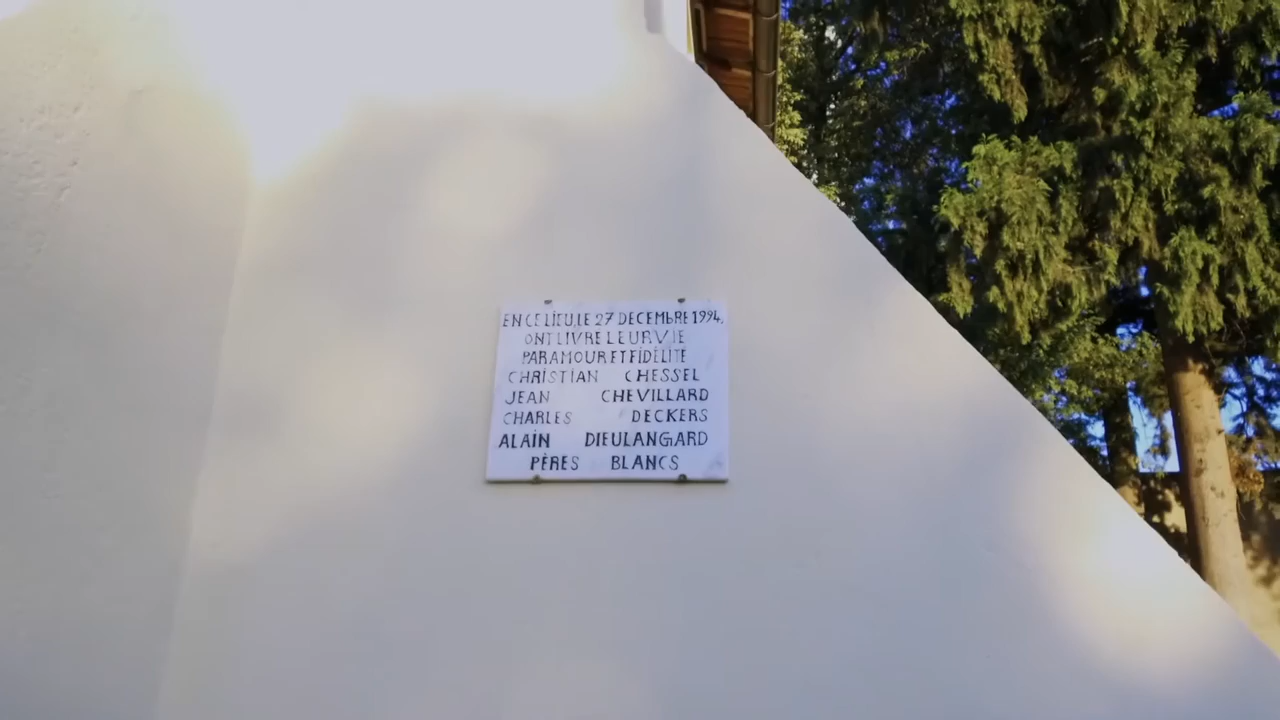 EN CE LIEU, LE 27 DECEMBRE 1994,
ONT LIVRE LEUR VIE
PAR AMOUR ET FIDELITE
CHRISTIAN CHESSEL
JEAN CHEVILLARD
CHARLES DECKERS
ALAIN DIEULANGARD
PÈRES BLANCS